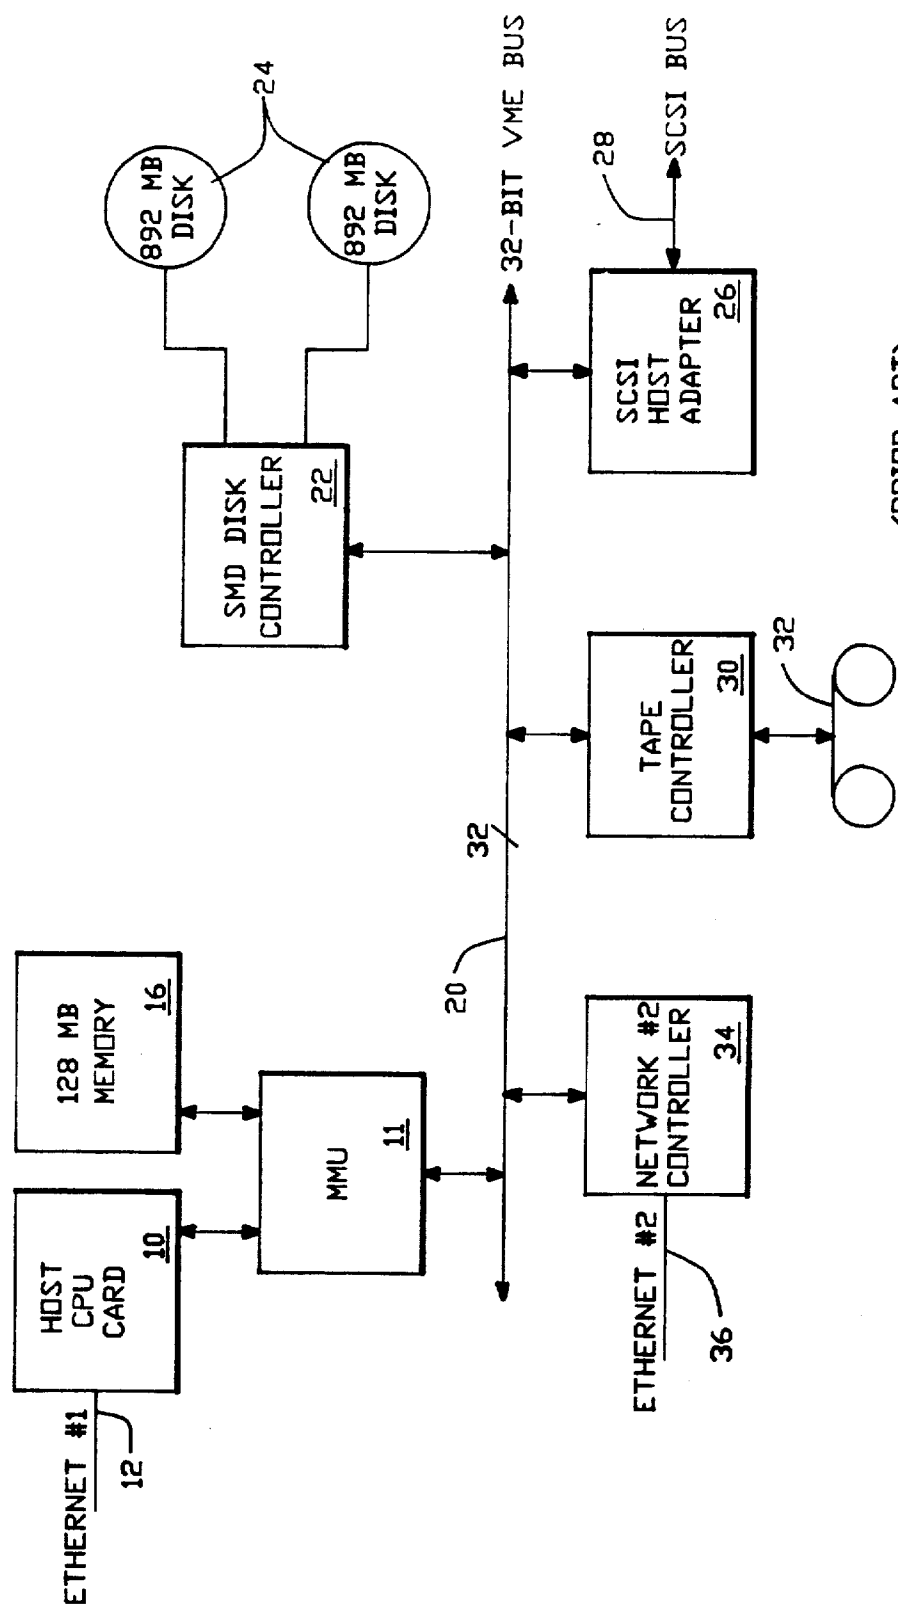 ETHERNET #1
12
HOST
CPU
CARD
10
128 MB
MEMORY
16
MMU
11
SMD DISK
CONTROLLER
22
892 MB
DISK
892 MB
DISK
24
20
32
32-BIT VME BUS
ETHERNET #2
36
NETWORK #2
CONTROLLER
34
TAPE
CONTROLLER
30
32
SCSI
HOST
ADAPTER
26
28
SCSI BUS